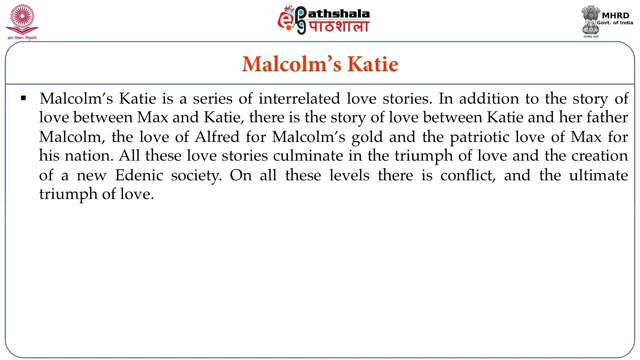 ePathshala
पाठशाला
MHRD
Govt. of India
Malcolm’s Katie
▪ Malcolm’s Katie is a series of interrelated love stories. In addition to the story of
love between Max and Katie, there is the story of love between Katie and her father
Malcolm, the love of Alfred for Malcolm’s gold and the patriotic love of Max for
his nation. All these love stories culminate in the triumph of love and the creation
of a new Edenic society. On all these levels there is conflict, and the ultimate
triumph of love.